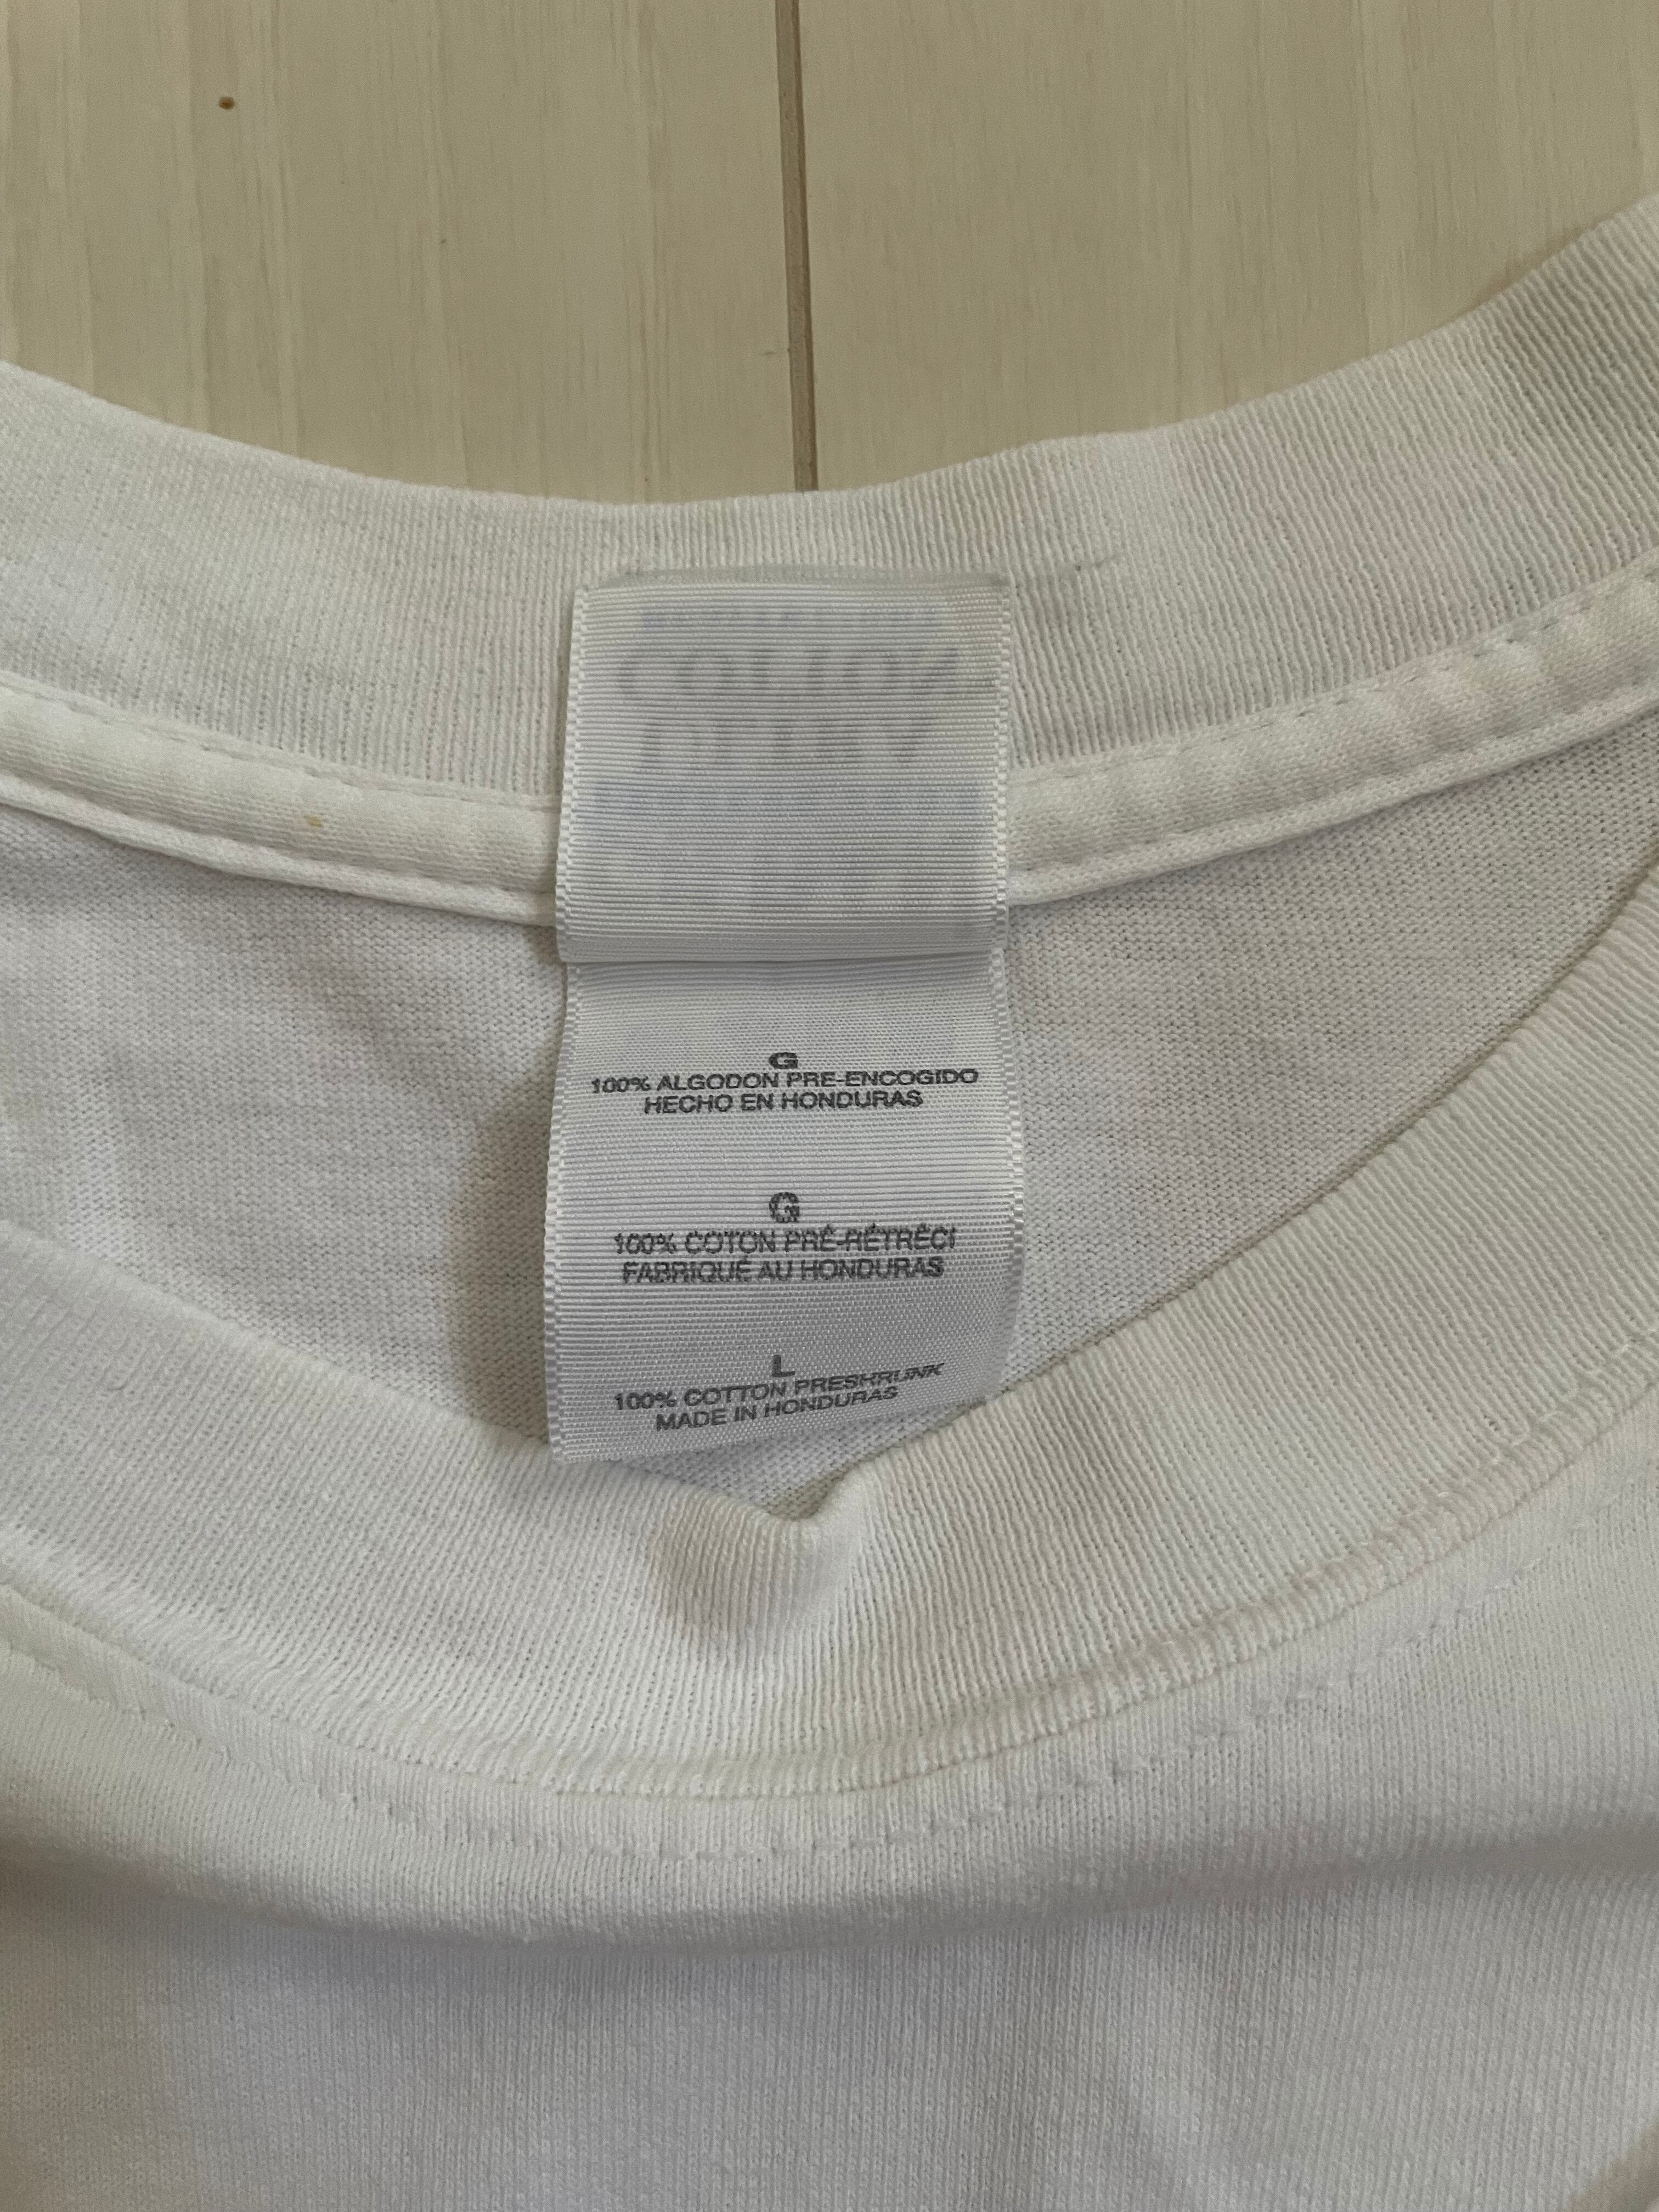 G
100% ALGODON PRE-ENCOGIDO
HECHO EN HONDURAS
G
100% COTON PRÉ-RÉTRÉCI
FABRIQUÉ AU HONDURAS
L
100% COTTON PRESHRUNK
MADE IN HONDURAS